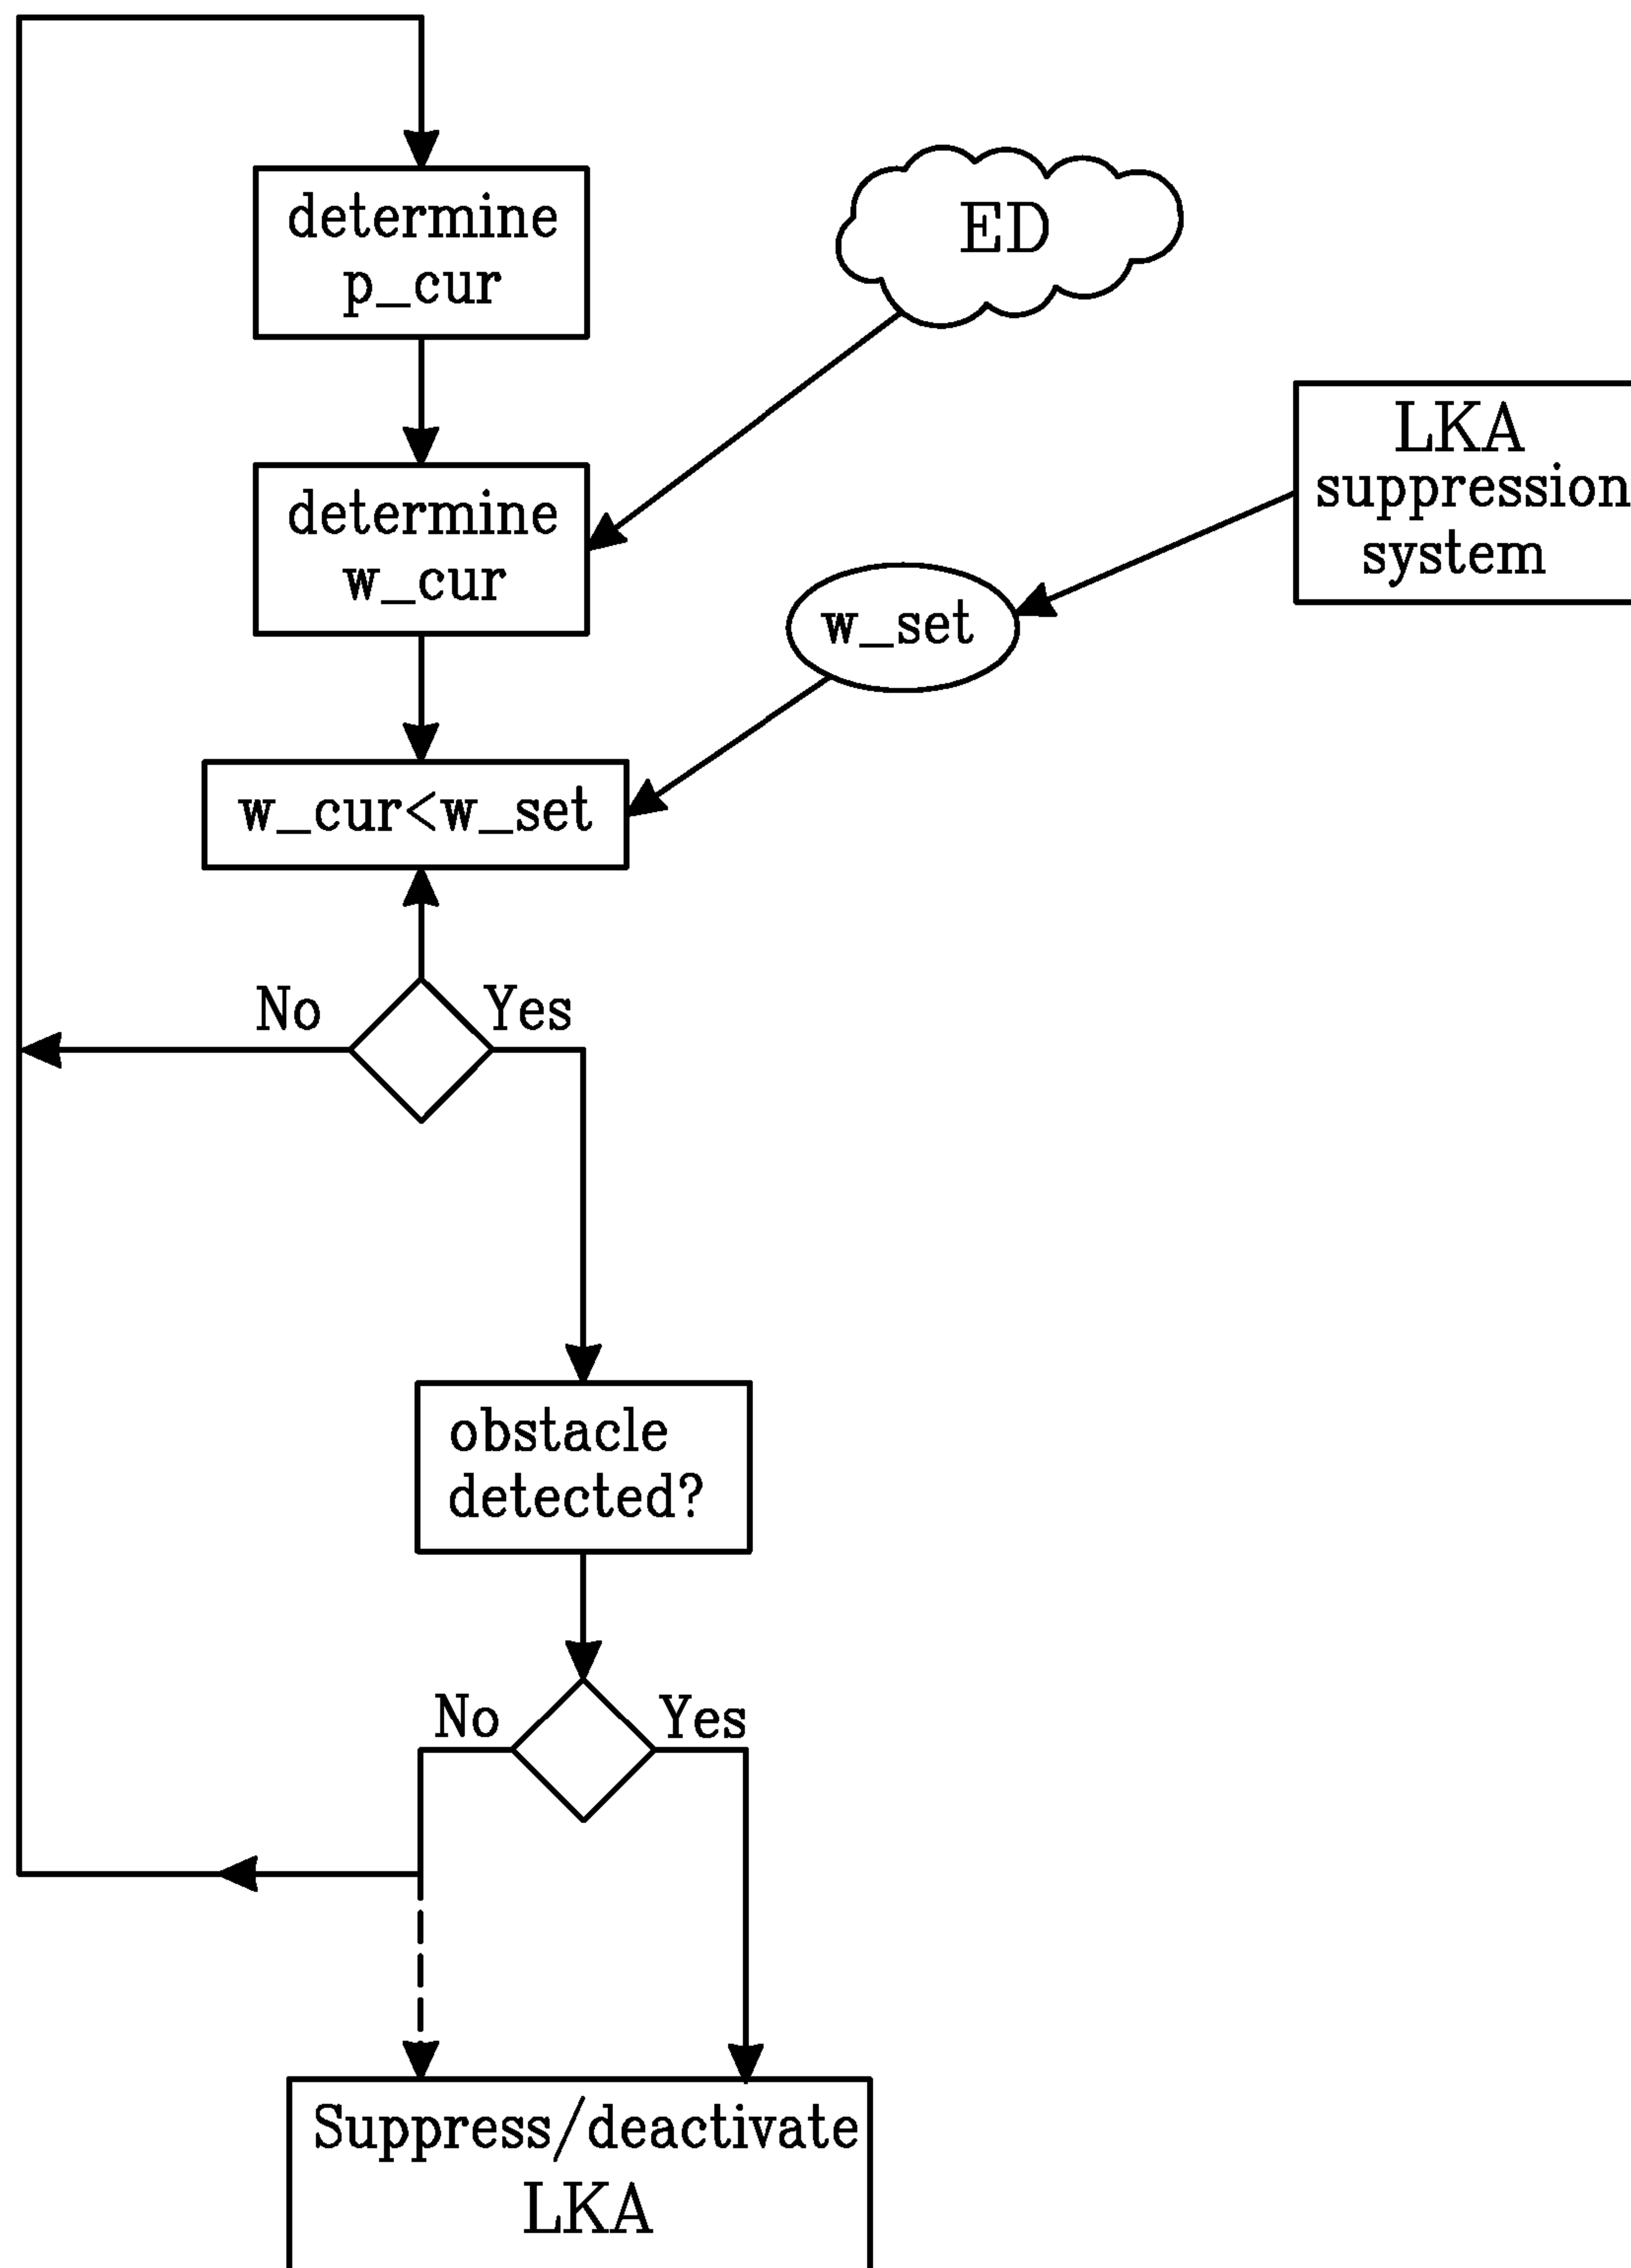 determine
p_cur
ED
LKA
suppression
system
determine
w_cur
w_set
w_cur<w_set
No
Yes
obstacle
detected?
No
Yes
Suppress/deactivate
LKA